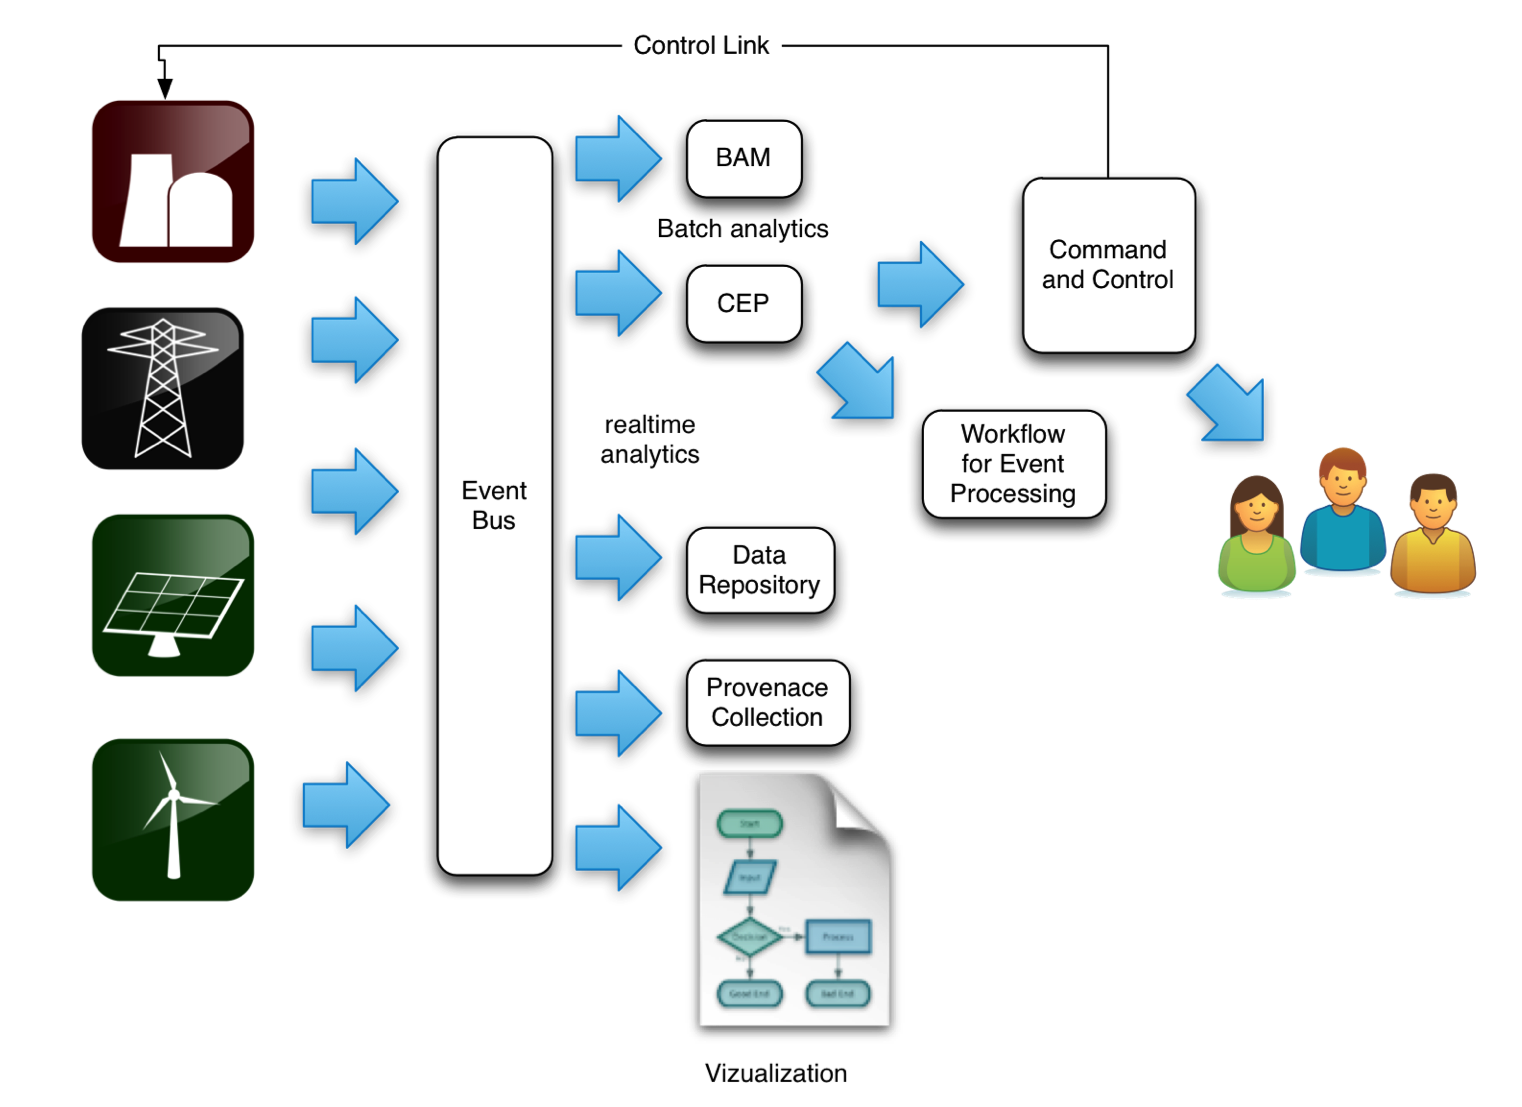 Control Link
BAM
Batch analytics
CEP
Command
and Control
realtime
analytics
Workflow
for Event
Processing
Event
Bus
Data
Repository
Provenace
Collection
Start
Input
Decision
Yes
Process
Good End
Bad End
Vizualization